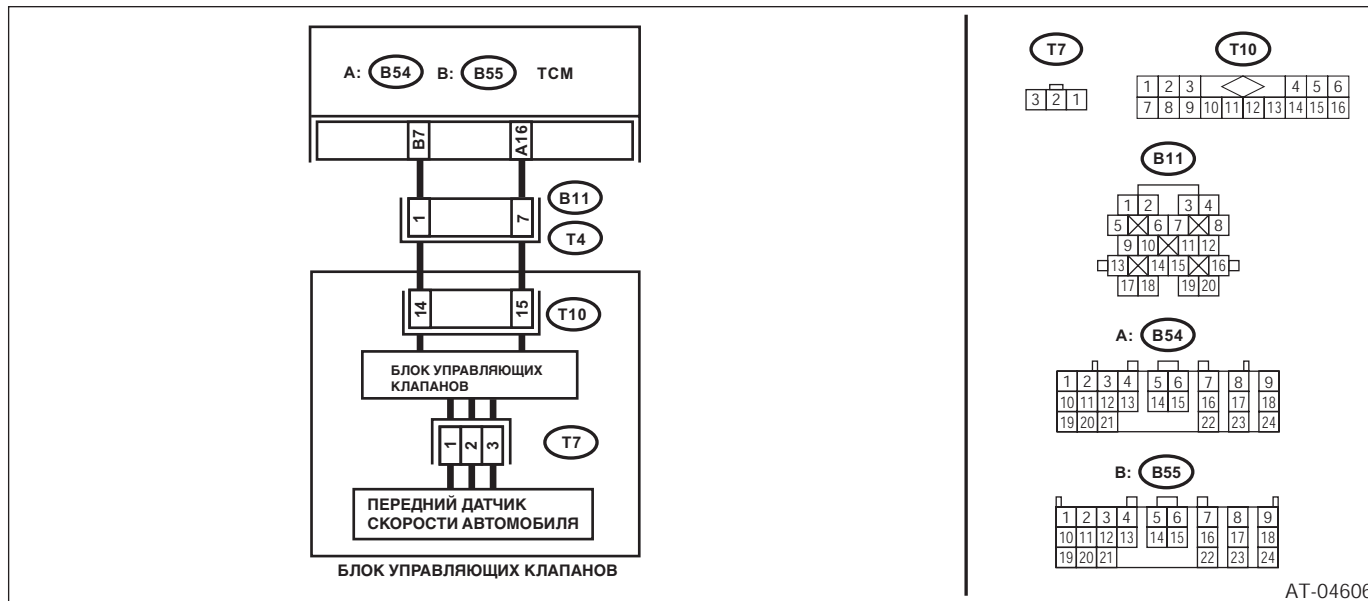 A: B54 B: B55 TCM
B7 A16
B11
1 7
T4
14 15
T10
БЛОК УПРАВЛЯЮЩИХ
КЛАПАНОВ
1 2 3
T7
ПЕРЕДНИЙ ДАТЧИК
СКОРОСТИ АВТОМОБИЛЯ
БЛОК УПРАВЛЯЮЩИХ КЛАПАНОВ
T7
3 2 1
T10
1 2 3 4 5 6
7 8 9 10 11 12 13 14 15 16
B11
1 2 3 4
5 6 7 8
9 10 11 12
13 14 15 16
17 18 19 20
A: B54
1 2 3 4 5 6 7 8 9
10 11 12 13 14 15 16 17 18
19 20 21 22 23 24
B: B55
1 2 3 4 5 6 7 8 9
10 11 12 13 14 15 16 17 18
19 20 21 22 23 24
AT-04606